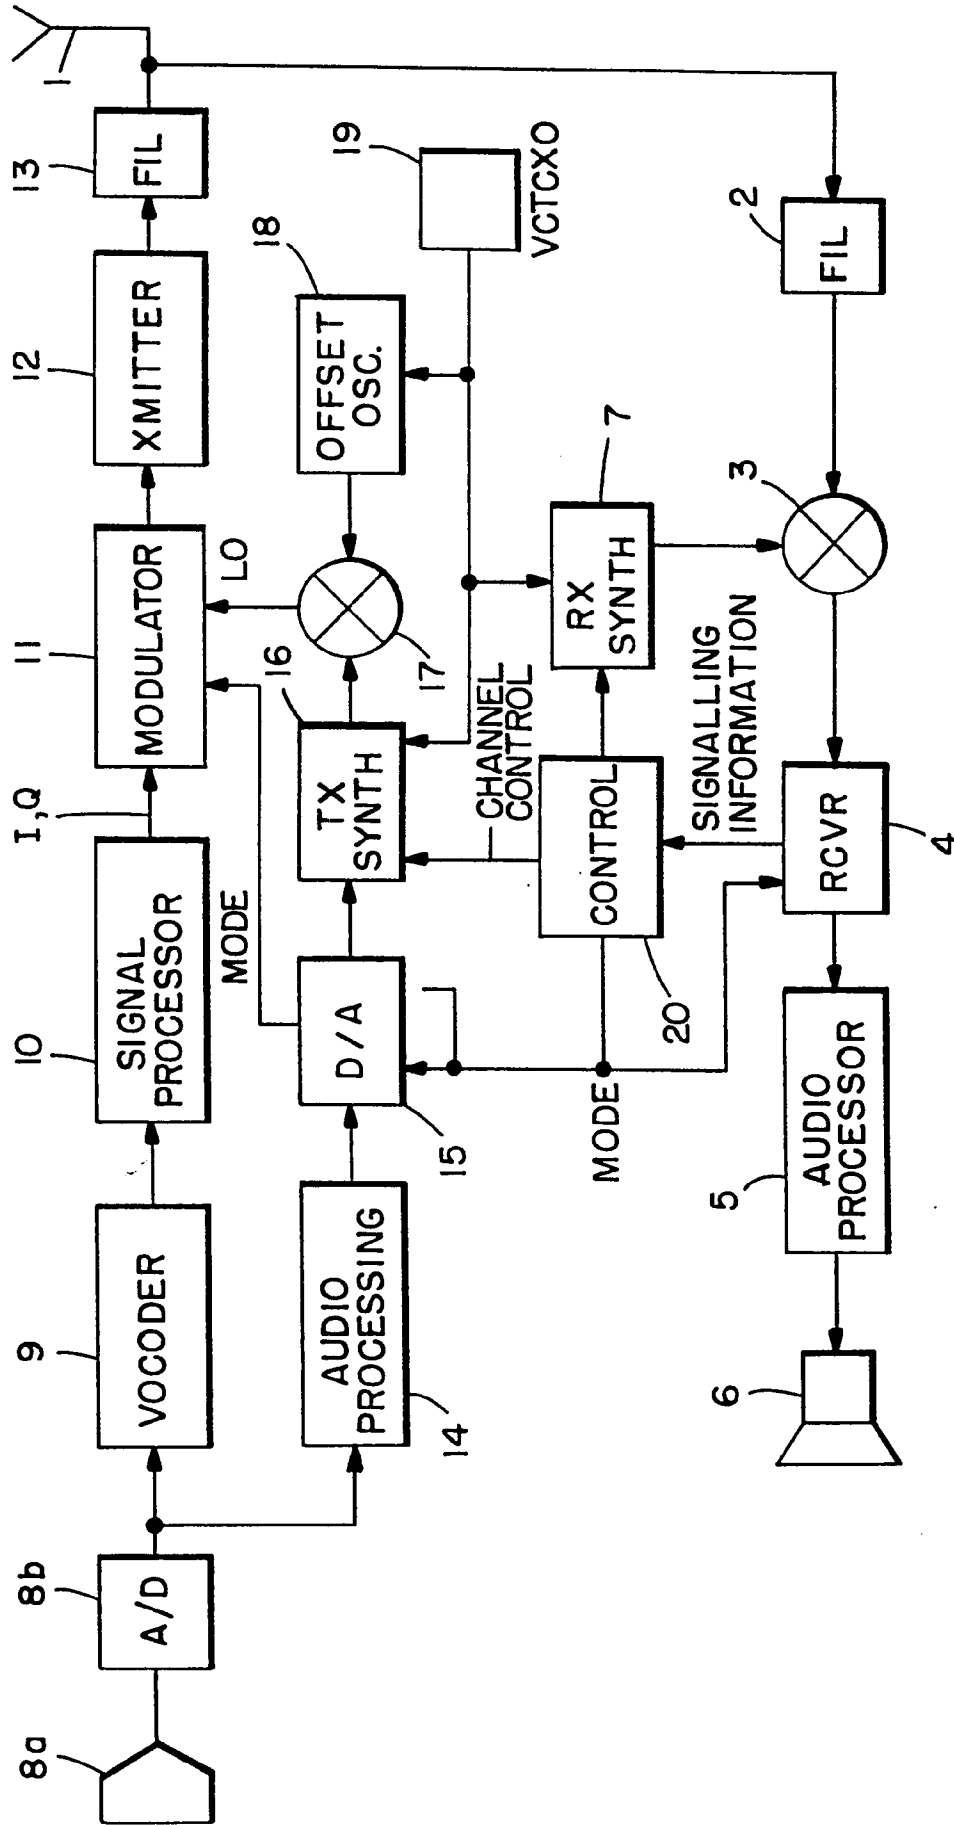 8a
8b
A/D
9
VOCODER
10
SIGNAL
PROCESSOR
I,Q
11
MODULATOR
12
XMITTER
13
FIL
1
MODE
LO
14
AUDIO
PROCESSING
15
D/A
16
TX
SYNTH
17
18
OFFSET
OSC.
19
VCTCXO
MODE
20
CONTROL
CHANNEL
CONTROL
7
RX
SYNTH
SIGNALLING
INFORMATION
6
5
AUDIO
PROCESSOR
4
RCVR
3
2
FIL